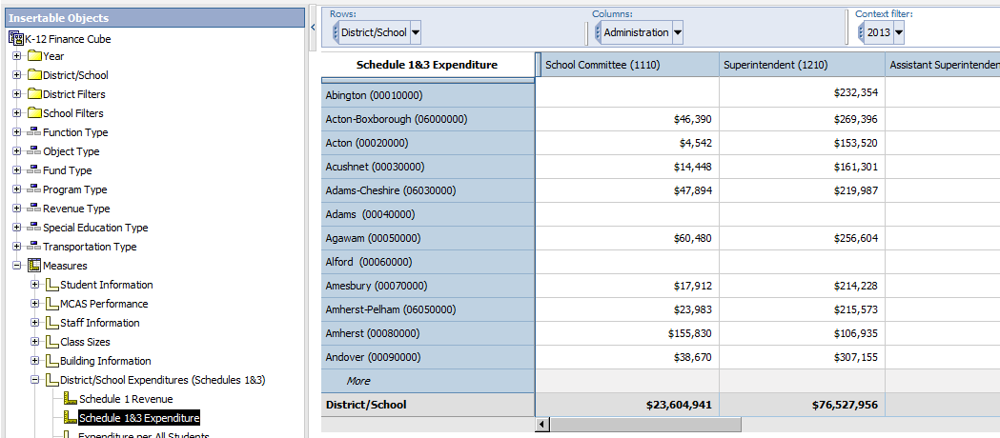 Insertable Objects
K-12 Finance Cube
Year
District/School
District Filters
School Filters
Function Type
Object Type
Fund Type
Program Type
Revenue Type
Special Education Type
Transportation Type
Measures
Student Information
MCAS Performance
Staff Information
Class Sizes
Building Information
District/School Expenditures (Schedules 1&3)
Schedule 1 Revenue
Schedule 1&3 Expenditure
Expenditure per All Students
Rows: Columns: Context filter:
District/School Administration 2013
Schedule 1&3 Expenditure School Committee (1110) Superintendent (1210) Assistant Superintenden
Abington (00010000) $232,354
Acton-Boxborough (06000000) $46,390 $269,396
Acton (00020000) $4,542 $153,520
Acushnet (00030000) $14,448 $161,301
Adams-Cheshire (06030000) $47,894 $219,987
Adams (00040000)
Agawam (00050000) $60,480 $256,604
Alford (00060000)
Amesbury (00070000) $17,912 $214,228
Amherst-Pelham (06050000) $23,983 $215,573
Amherst (00080000) $155,830 $106,935
Andover (00090000) $38,670 $307,155
More
District/School $23,604,941 $76,527,956